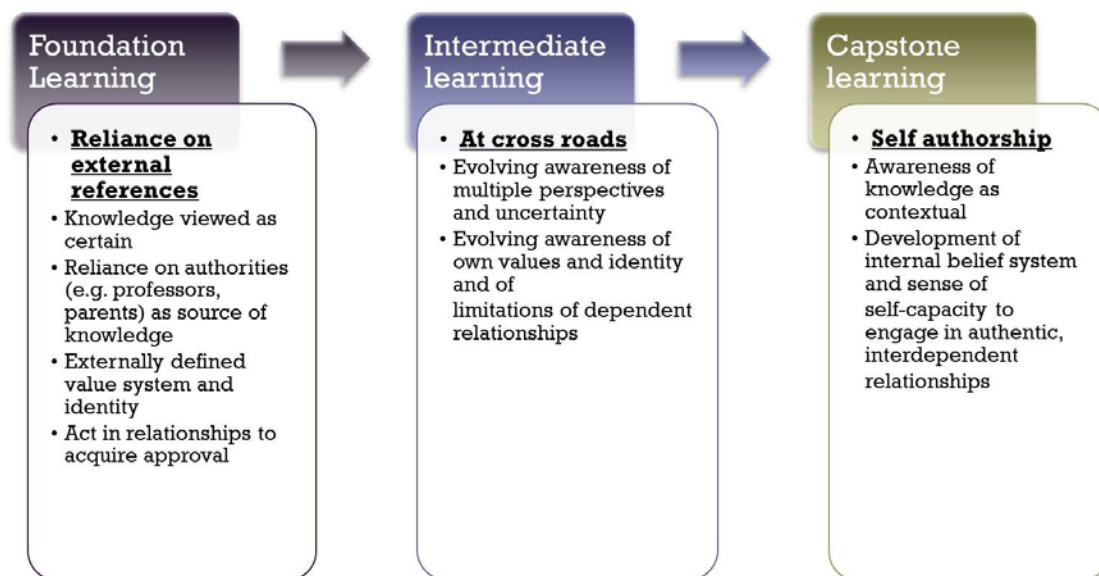 Foundation
Learning
• Reliance on
external
references
• Knowledge viewed as
certain
• Reliance on authorities
(e.g. professors,
parents) as source of
knowledge
• Externally defined
value system and
identity
• Act in relationships to
acquire approval
Intermediate
learning
• At cross roads
• Evolving awareness of
multiple perspectives
and uncertainty
• Evolving awareness of
own values and identity
and of
limitations of dependent
relationships
Capstone
learning
• Self authorship
• Awareness of
knowledge as
contextual
• Development of
internal belief system
and sense of
self-capacity to
engage in authentic,
interdependent
relationships